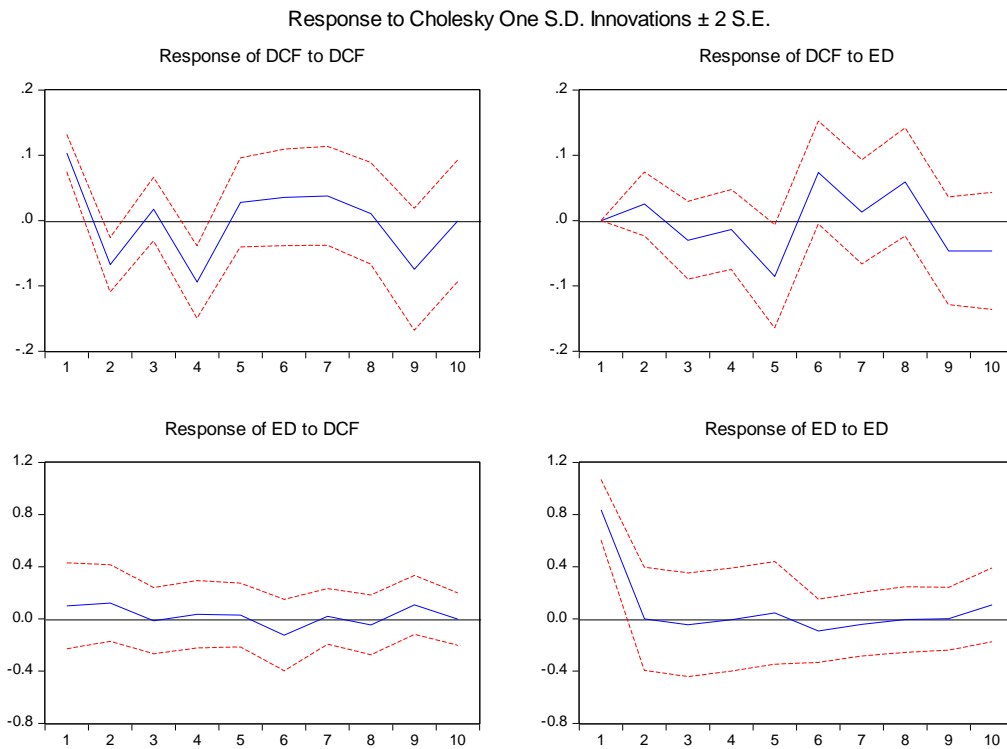 Response to Cholesky One S.D. Innovations ± 2 S.E.
Response of DCF to DCF
.2
.1
.0
-.1
-.2
1 2 3 4 5 6 7 8 9 10
Response of DCF to ED
.2
.1
.0
-.1
-.2
1 2 3 4 5 6 7 8 9 10
Response of ED to DCF
1.2
0.8
0.4
0.0
-0.4
-0.8
1 2 3 4 5 6 7 8 9 10
Response of ED to ED
1.2
0.8
0.4
0.0
-0.4
-0.8
1 2 3 4 5 6 7 8 9 10